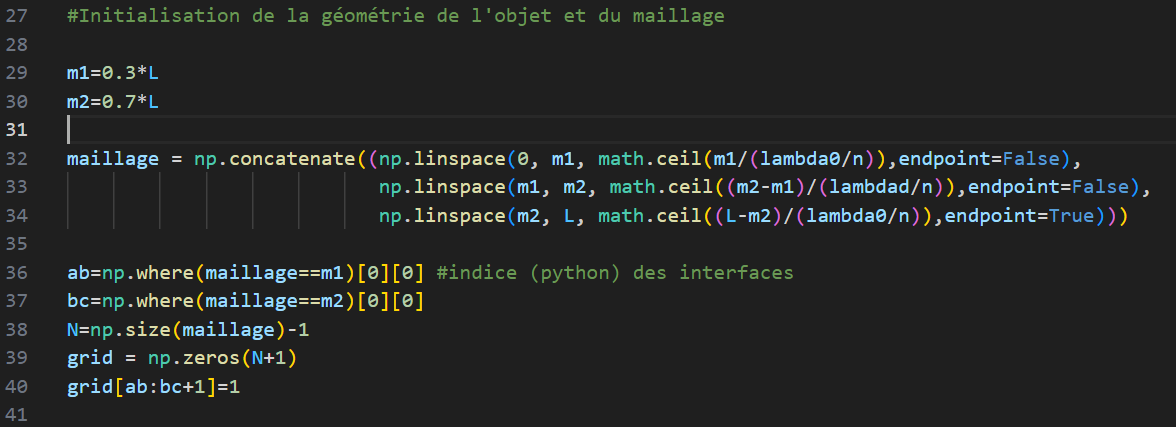 27 #Initialisation de la géométrie de l'objet et du maillage
28
29 m1=0.3*L
30 m2=0.7*L
31
32 maillage = np.concatenate((np.linspace(0, m1, math.ceil(m1/(lambda0/n)),endpoint=False),
33 np.linspace(m1, m2, math.ceil((m2-m1)/(lambdad/n)),endpoint=False),
34 np.linspace(m2, L, math.ceil((L-m2)/(lambda0/n)),endpoint=True)))
35
36 ab=np.where(maillage==m1)[0][0] #indice (python) des interfaces
37 bc=np.where(maillage==m2)[0][0]
38 N=np.size(maillage)-1
39 grid = np.zeros(N+1)
40 grid[ab:bc+1]=1
41